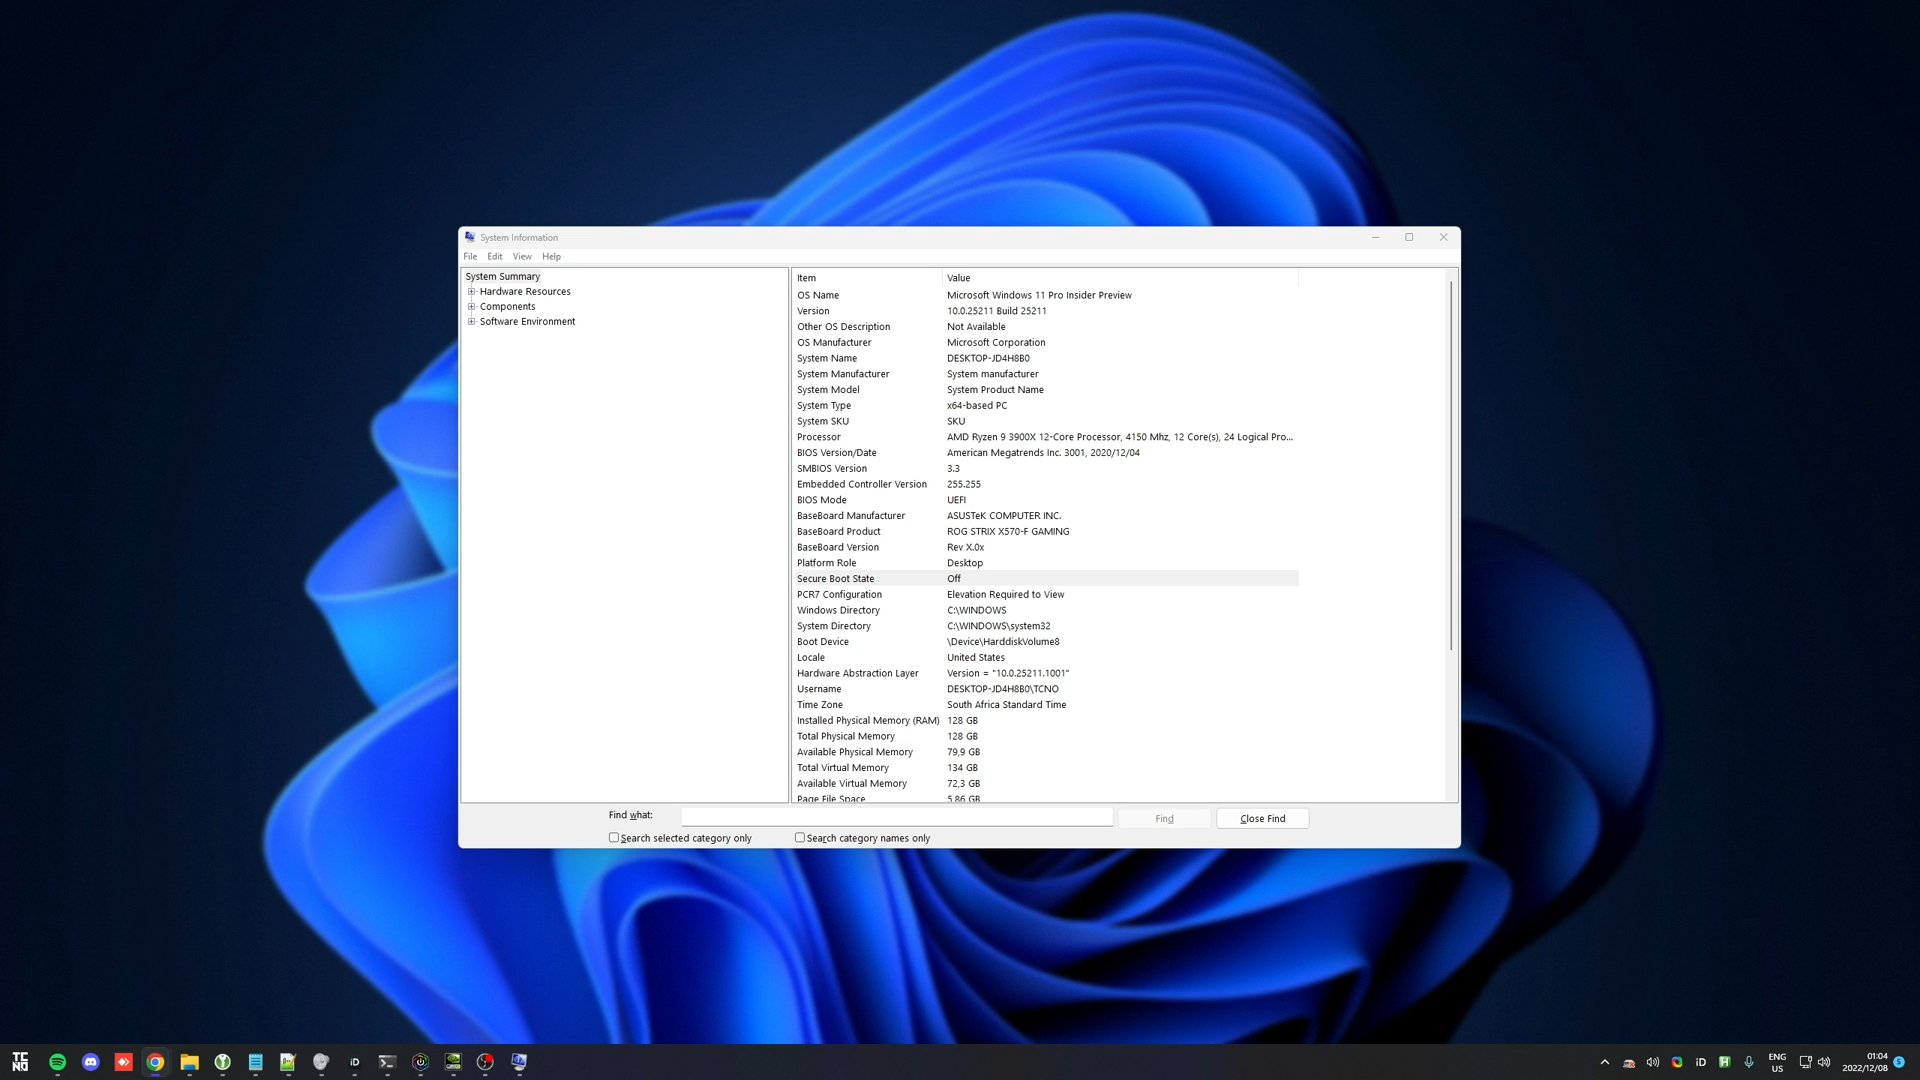 System Information
File Edit View Help
System Summary
Hardware Resources
Components
Software Environment
Item Value
OS Name Microsoft Windows 11 Pro Insider Preview
Version 10.0.25211 Build 25211
Other OS Description Not Available
OS Manufacturer Microsoft Corporation
System Name DESKTOP-JD4H8B0
System Manufacturer System manufacturer
System Model System Product Name
System Type x64-based PC
System SKU SKU
Processor AMD Ryzen 9 3900X 12-Core Processor, 4150 Mhz, 12 Core(s), 24 Logical Pro...
BIOS Version/Date American Megatrends Inc. 3001, 2020/12/04
SMBIOS Version 3.3
Embedded Controller Version 255.255
BIOS Mode UEFI
BaseBoard Manufacturer ASUSTeK COMPUTER INC.
BaseBoard Product ROG STRIX X570-F GAMING
BaseBoard Version Rev X.0x
Platform Role Desktop
Secure Boot State Off
PCR7 Configuration Elevation Required to View
Windows Directory C:\WINDOWS
System Directory C:\WINDOWS\system32
Boot Device \Device\HarddiskVolume8
Locale United States
Hardware Abstraction Layer Version = "10.0.25211.1001"
Username DESKTOP-JD4H8B0\TCNO
Time Zone South Africa Standard Time
Installed Physical Memory (RAM) 128 GB
Total Physical Memory 128 GB
Available Physical Memory 79,9 GB
Total Virtual Memory 134 GB
Available Virtual Memory 72,3 GB
Page File Space 5,86 GB
Find what: Find Close Find
Search selected category only Search category names only
TC
NO
iD
iD
ENG
US
01:04
2022/12/08
5